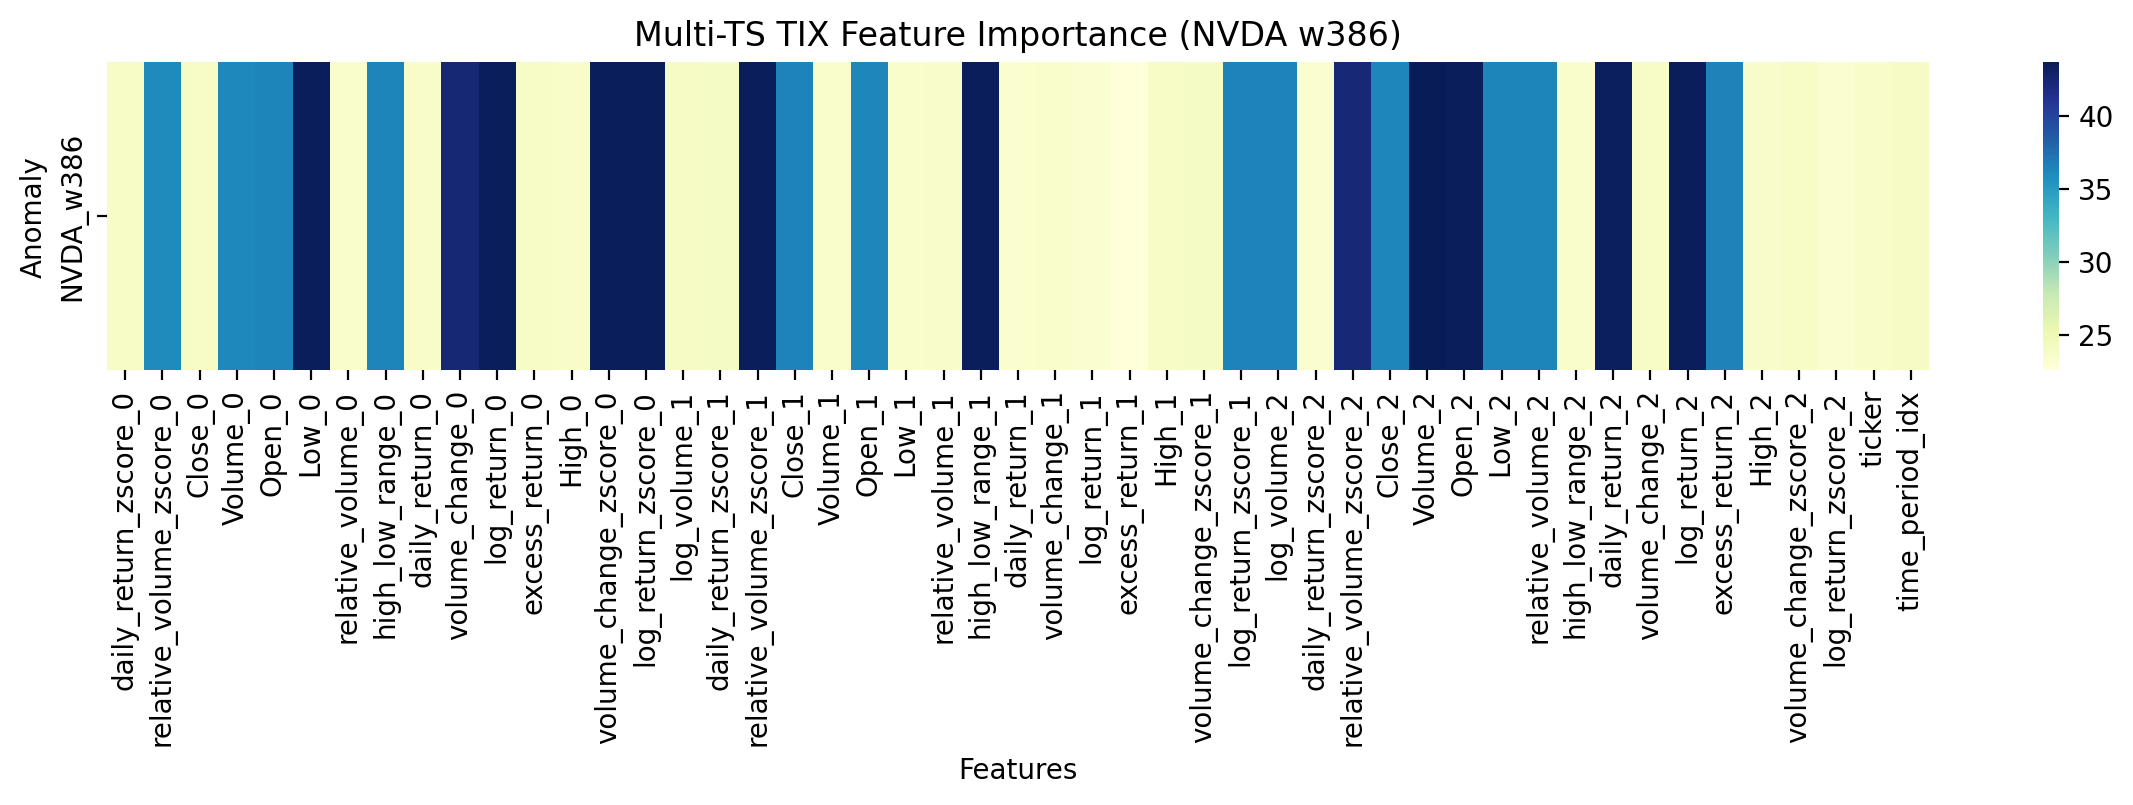 Multi-TS TIX Feature Importance (NVDA w386)
Anomaly
NVDA_w386
40
35
30
25
daily_return_zscore_0
relative_volume_zscore_0
Close_0
Volume_0
Open_0
Low_0
relative_volume_0
high_low_range_0
daily_return_0
volume_change_0
log_return_0
excess_return_0
High_0
volume_change_zscore_0
log_return_zscore_0
log_volume_1
daily_return_zscore_1
relative_volume_zscore_1
Close_1
Volume_1
Open_1
Low_1
relative_volume_1
high_low_range_1
daily_return_1
volume_change_1
log_return_1
excess_return_1
High_1
volume_change_zscore_1
log_return_zscore_1
log_volume_2
daily_return_zscore_2
relative_volume_zscore_2
Close_2
Volume_2
Open_2
Low_2
relative_volume_2
high_low_range_2
daily_return_2
volume_change_2
log_return_2
excess_return_2
High_2
volume_change_zscore_2
log_return_zscore_2
ticker
time_period_idx
Features